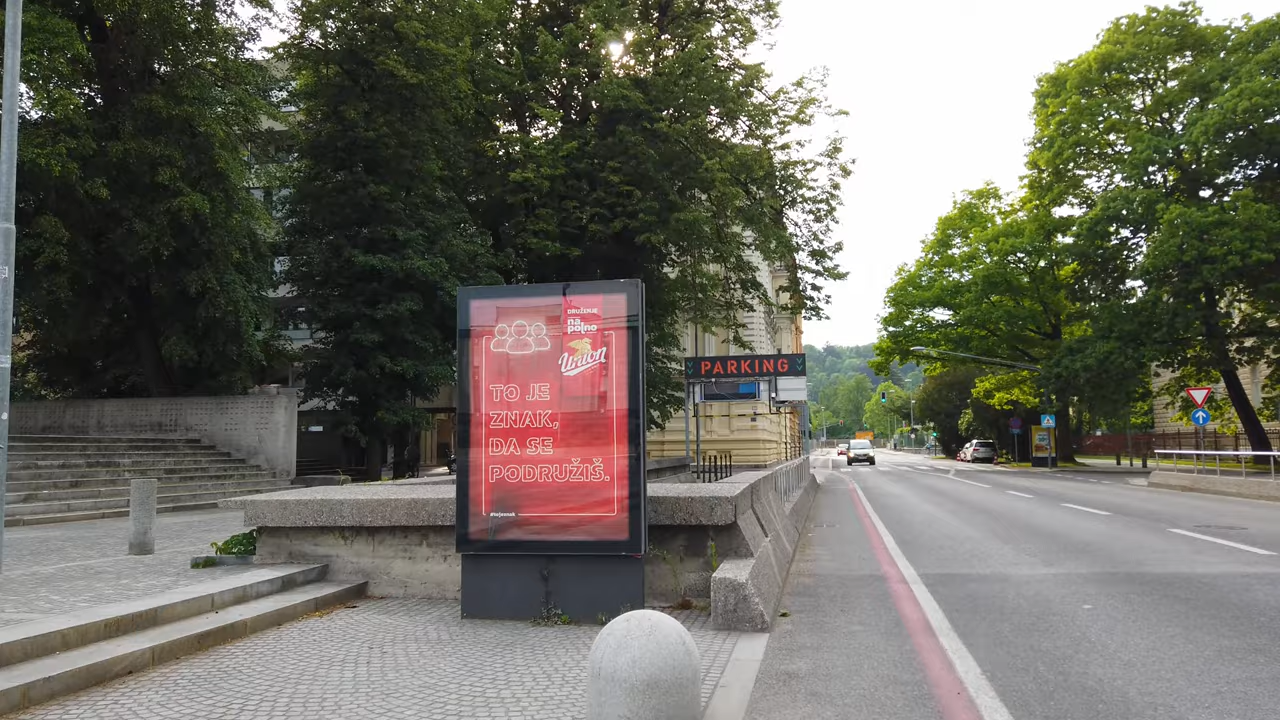 DRUŽENJE
na
polno
Union
TO JE
ZNAK,
DA SE
PODRUŽIŠ.
#tojeznak
PARKING